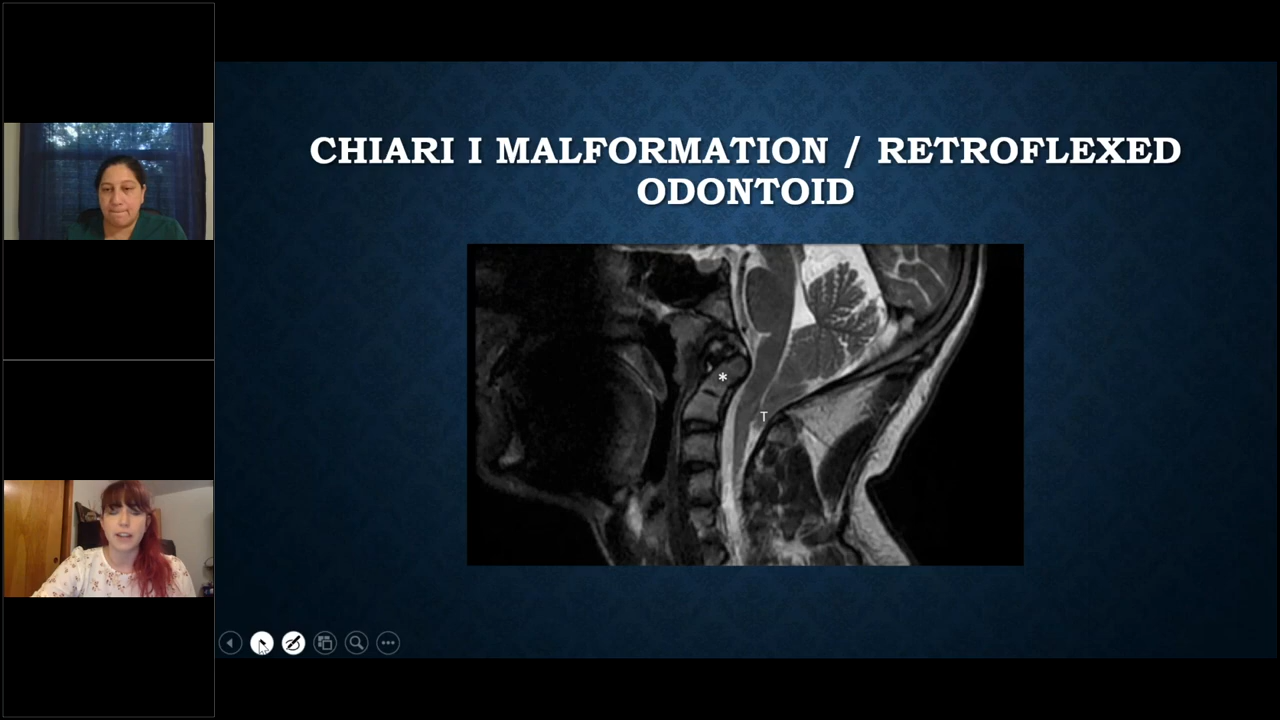 CHIARI I MALFORMATION / RETROFLEXED
ODONTOID
*
T